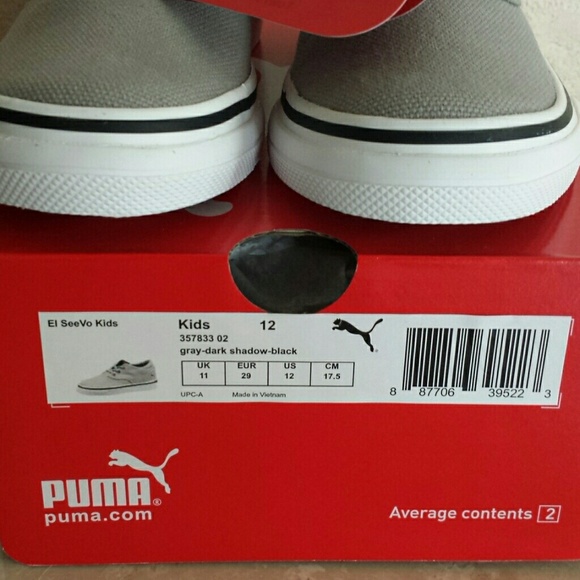 El SeeVo Kids
Kids 12
357833 02
gray-dark shadow-black
UK EUR US CM
11 29 12 17.5
UPC-A Made in Vietnam
8 87706 39522 3
PUMA®
puma.com
Average contents 2